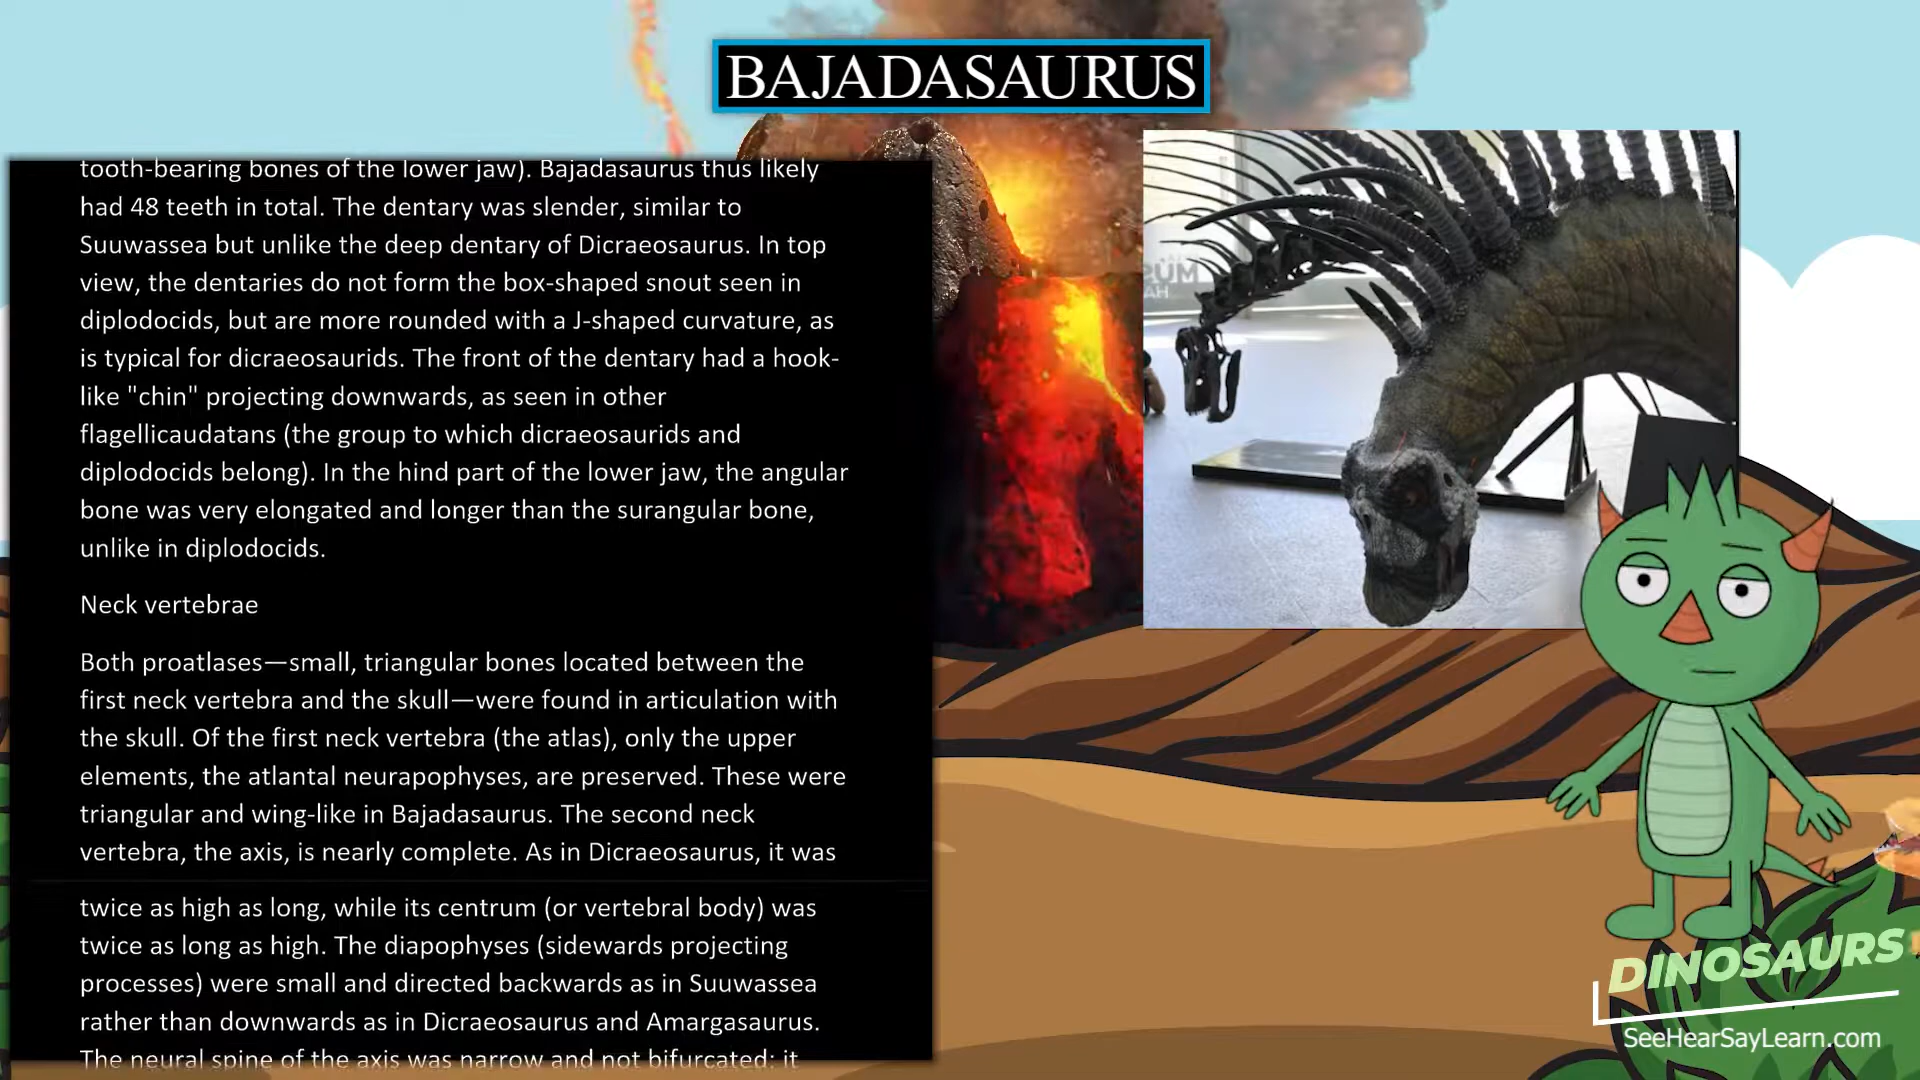 BAJADASAURUS
tooth-bearing bones of the lower jaw). Bajadasaurus thus likely
had 48 teeth in total. The dentary was slender, similar to
Suuwassea but unlike the deep dentary of Dicraeosaurus. In top
view, the dentaries do not form the box-shaped snout seen in
diplodocids, but are more rounded with a J-shaped curvature, as
is typical for dicraeosaurids. The front of the dentary had a hook-
like "chin" projecting downwards, as seen in other
flagellicaudatans (the group to which dicraeosaurids and
diplodocids belong). In the hind part of the lower jaw, the angular
bone was very elongated and longer than the surangular bone,
unlike in diplodocids.
Neck vertebrae
Both proatlases—small, triangular bones located between the
first neck vertebra and the skull—were found in articulation with
the skull. Of the first neck vertebra (the atlas), only the upper
elements, the atlantal neurapophyses, are preserved. These were
triangular and wing-like in Bajadasaurus. The second neck
vertebra, the axis, is nearly complete. As in Dicraeosaurus, it was
twice as high as long, while its centrum (or vertebral body) was
twice as long as high. The diapophyses (sidewards projecting
processes) were small and directed backwards as in Suuwassea
rather than downwards as in Dicraeosaurus and Amargasaurus.
The neural spine of the axis was narrow and not bifurcated; it
DINOSAURS
SeeHearSayLearn.com